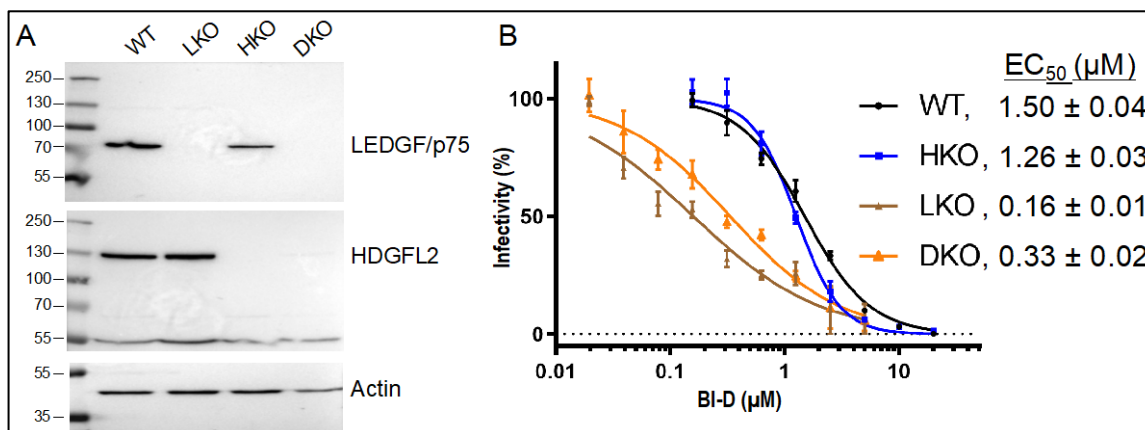 A
WT LKO HKO DKO
250
130
100
70
55
LEDGF/p75
250
130
100
70
55
HDGFL2
55
35
Actin
B
Infectivity (%)
100
50
0
0.01 0.1 1 10
BI-D (µM)
EC50 (µM)
WT, 1.50 ± 0.04
HKO, 1.26 ± 0.03
LKO, 0.16 ± 0.01
DKO, 0.33 ± 0.02